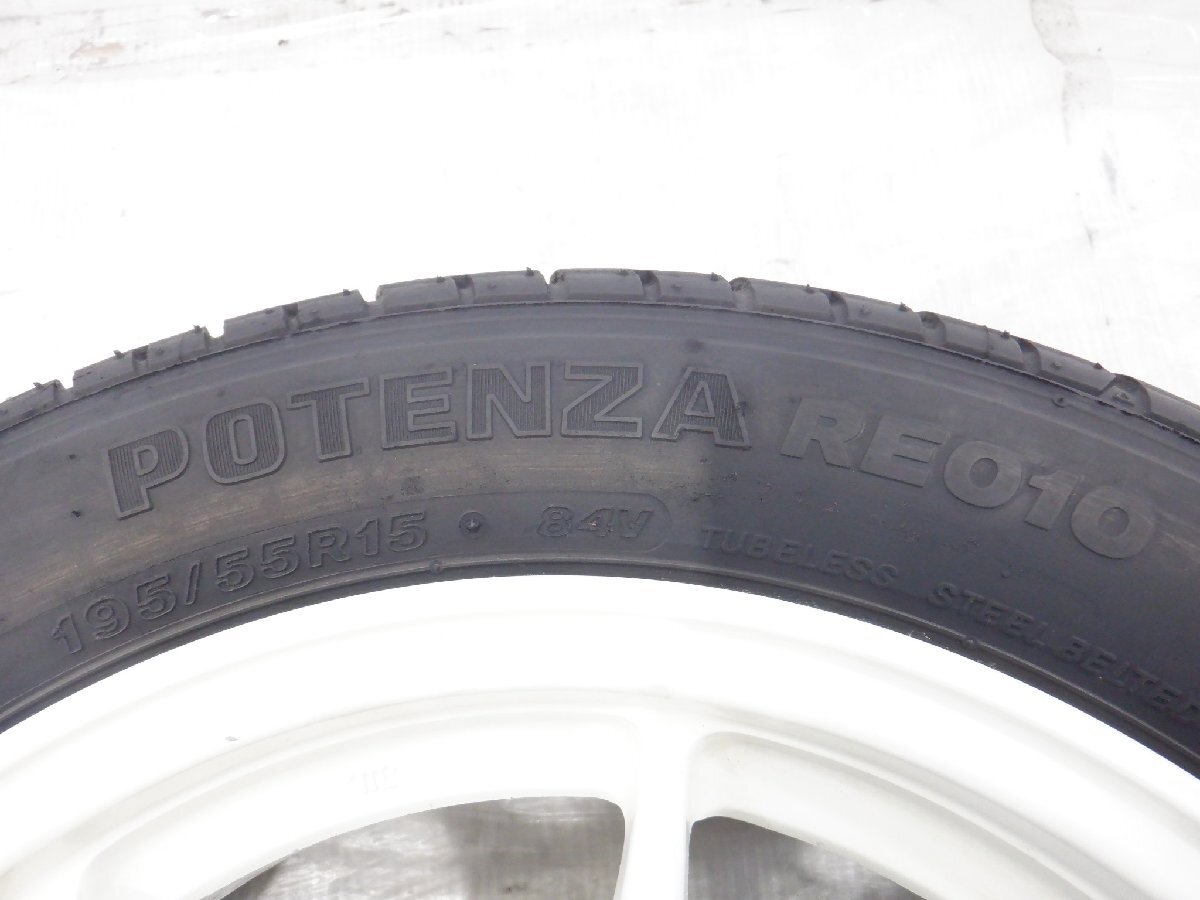 POTENZA RE010
195/55R15 84V TUBELESS STEEL BELTED